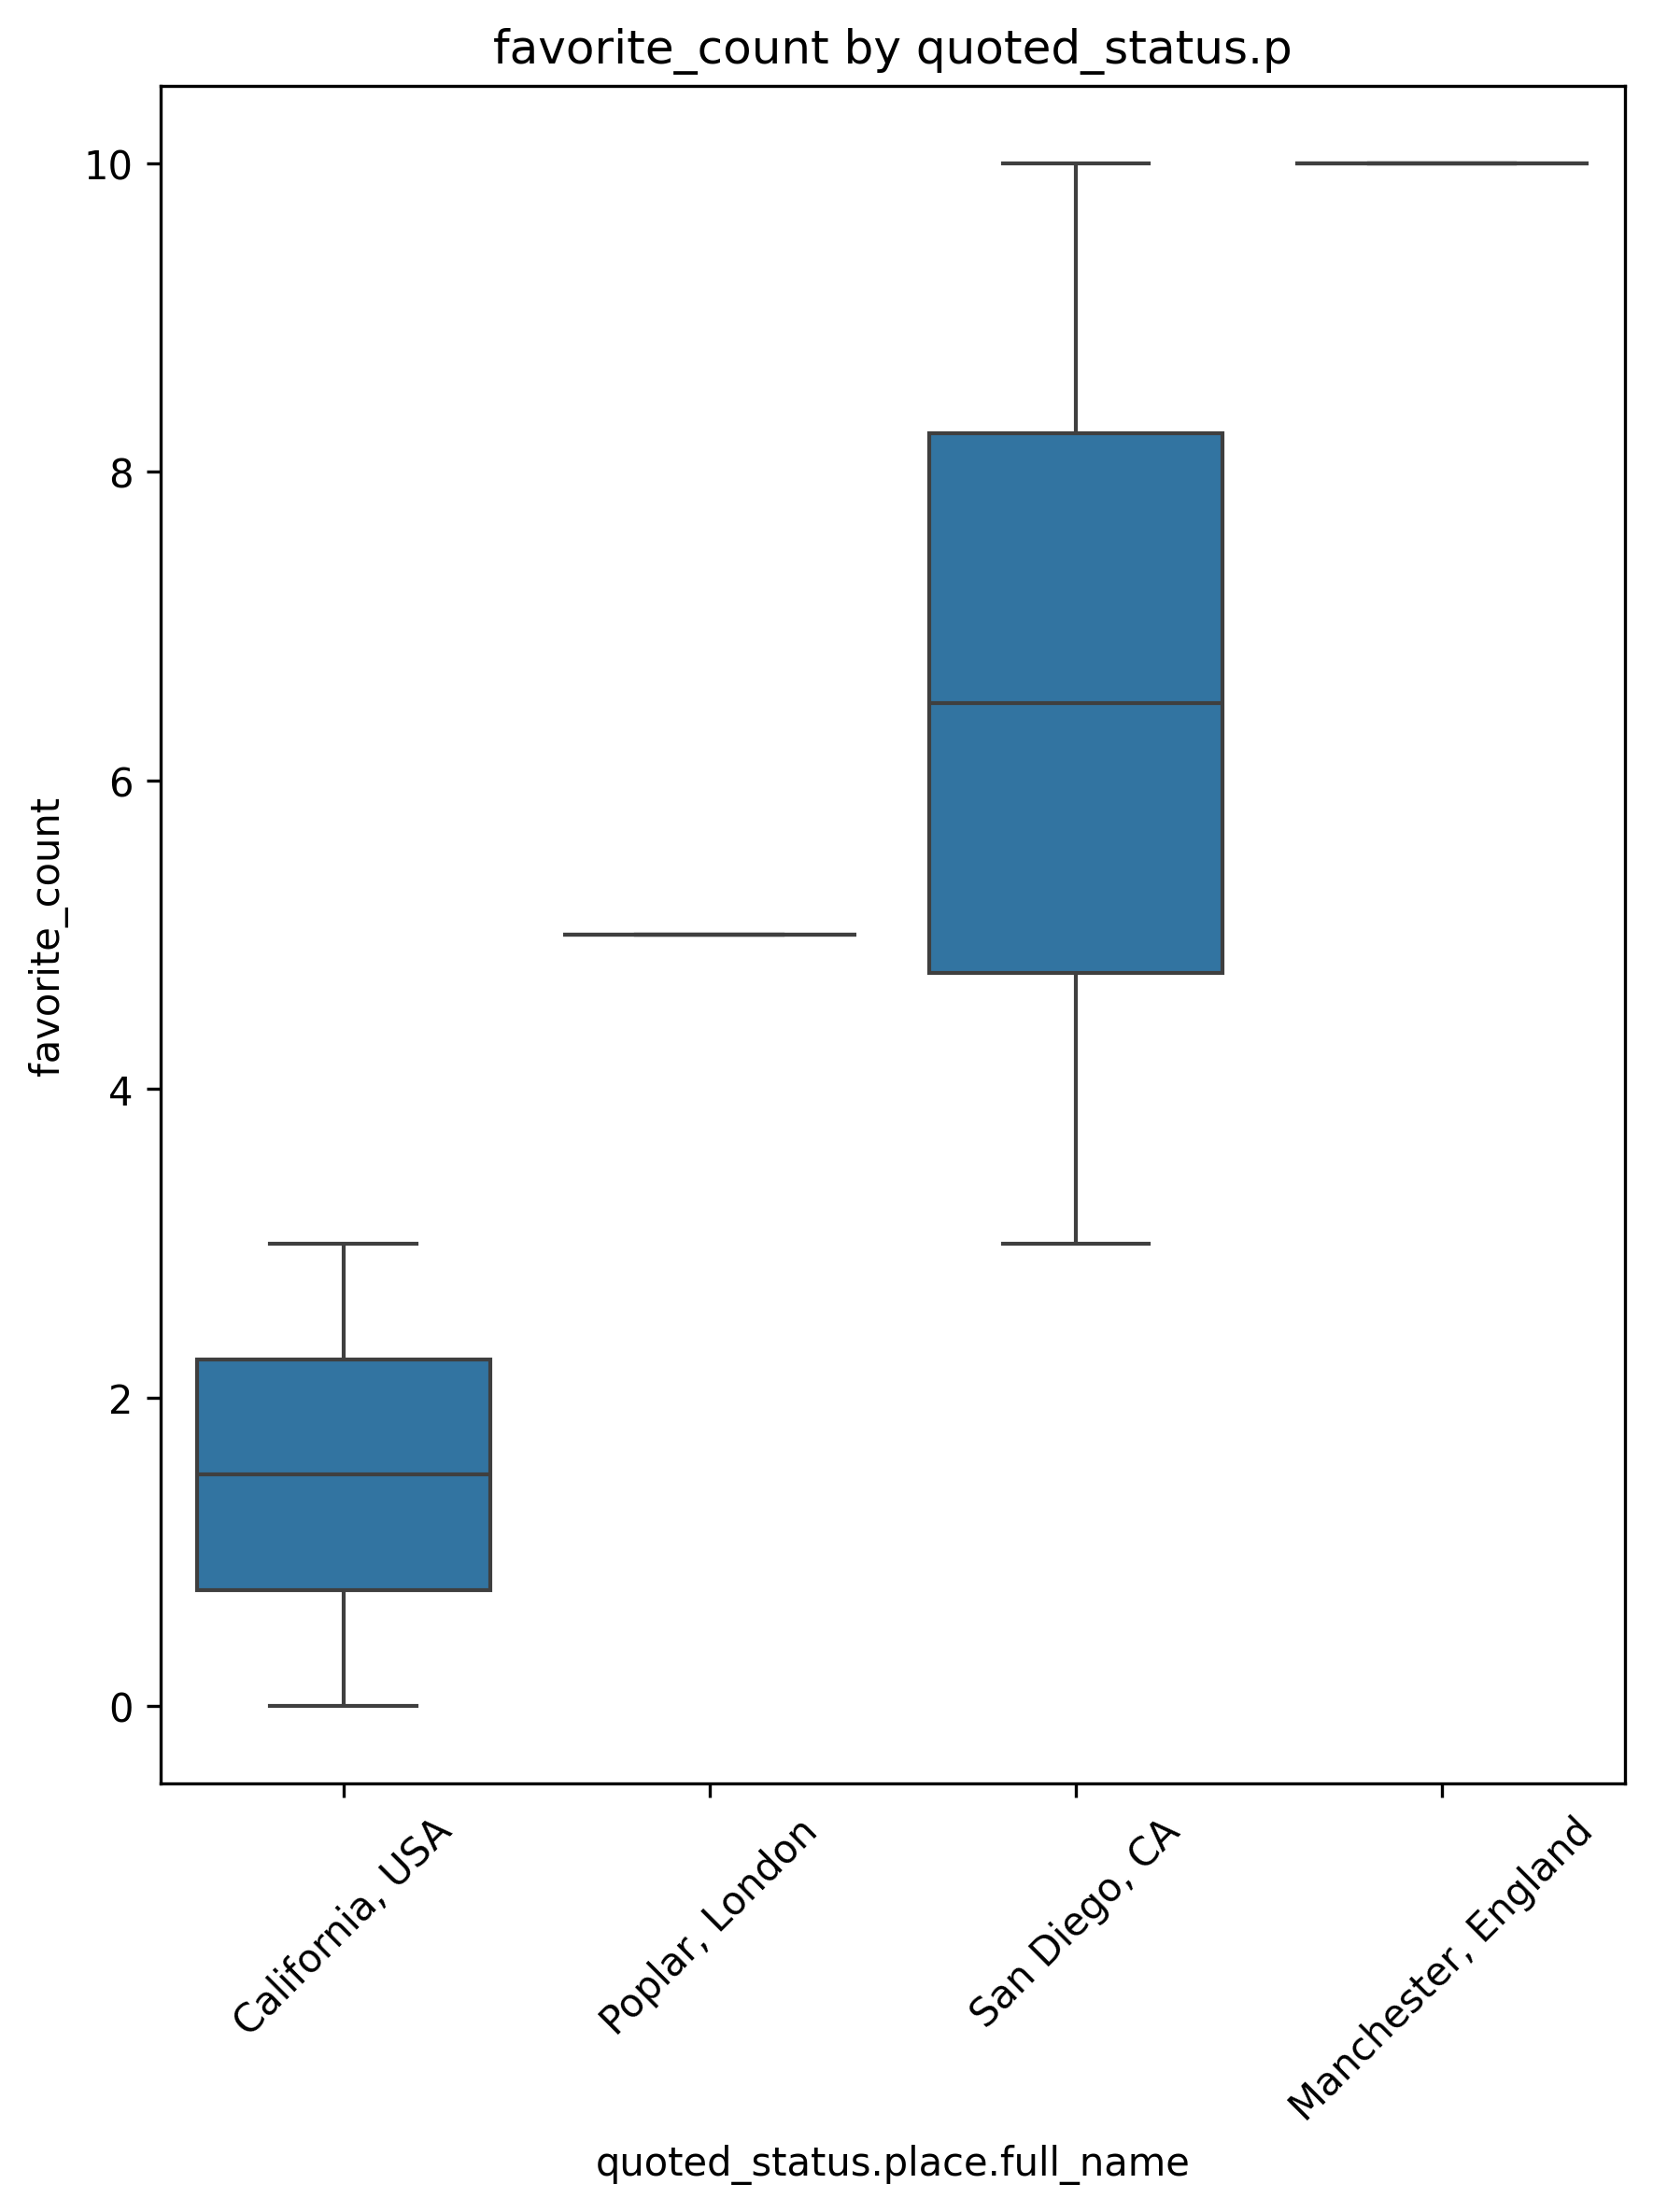 favorite_count by quoted_status.p
favorite_count
10
8
6
4
2
0
California, USA
Poplar, London
San Diego, CA
Manchester, England
quoted_status.place.full_name